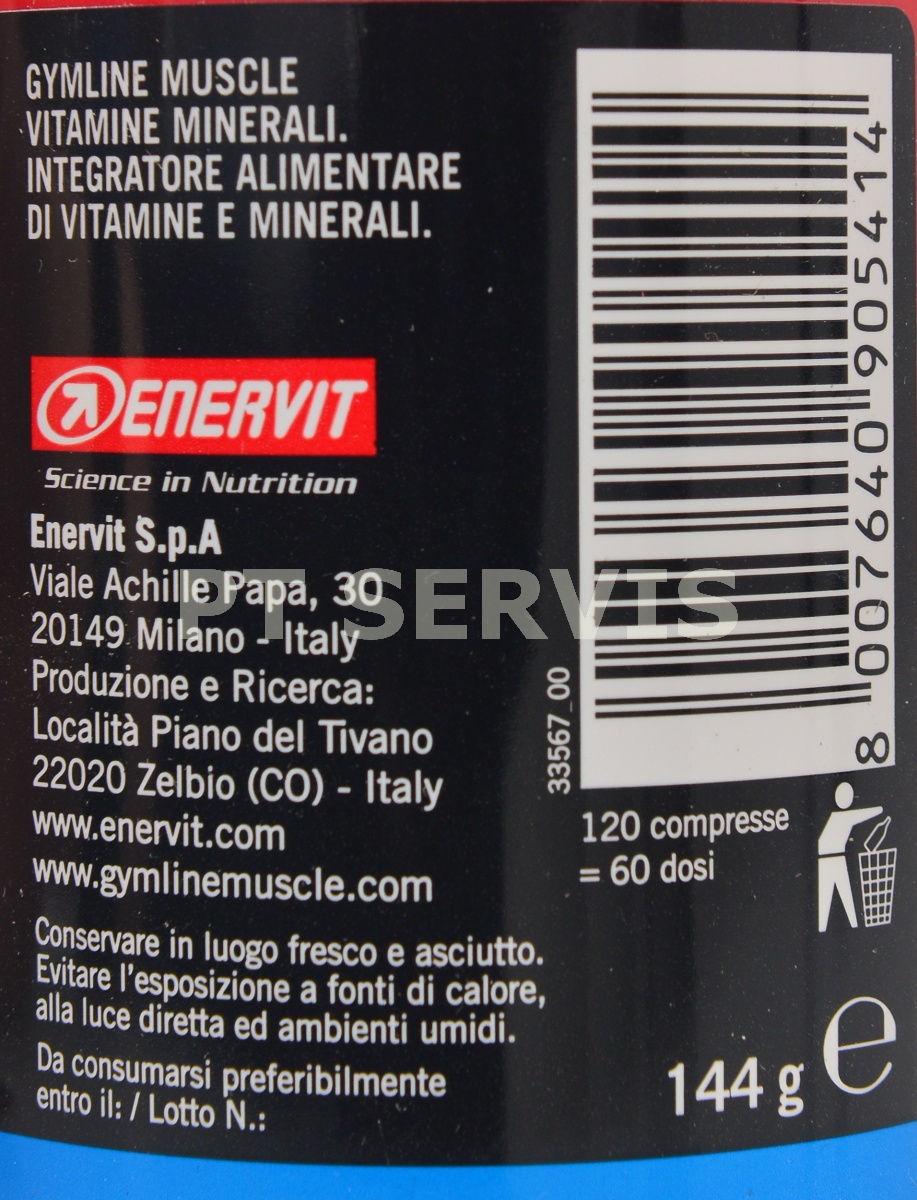 GYMLINE MUSCLE
VITAMINE MINERALI.
INTEGRATORE ALIMENTARE
DI VITAMINE E MINERALI.
ENERVIT
Science in Nutrition
Enervit S.p.A
Viale Achille Papa, 30
20149 Milano - Italy
Produzione e Ricerca:
Località Piano del Tivano
22020 Zelbio (CO) - Italy
www.enervit.com
www.gymlinemuscle.com
Conservare in luogo fresco e asciutto.
Evitare l'esposizione a fonti di calore,
alla luce diretta ed ambienti umidi.
Da consumarsi preferibilmente
entro il: / Lotto N.:
PT SERVIS
33567_00
8 007640 905414
120 compresse
= 60 dosi
144 g e